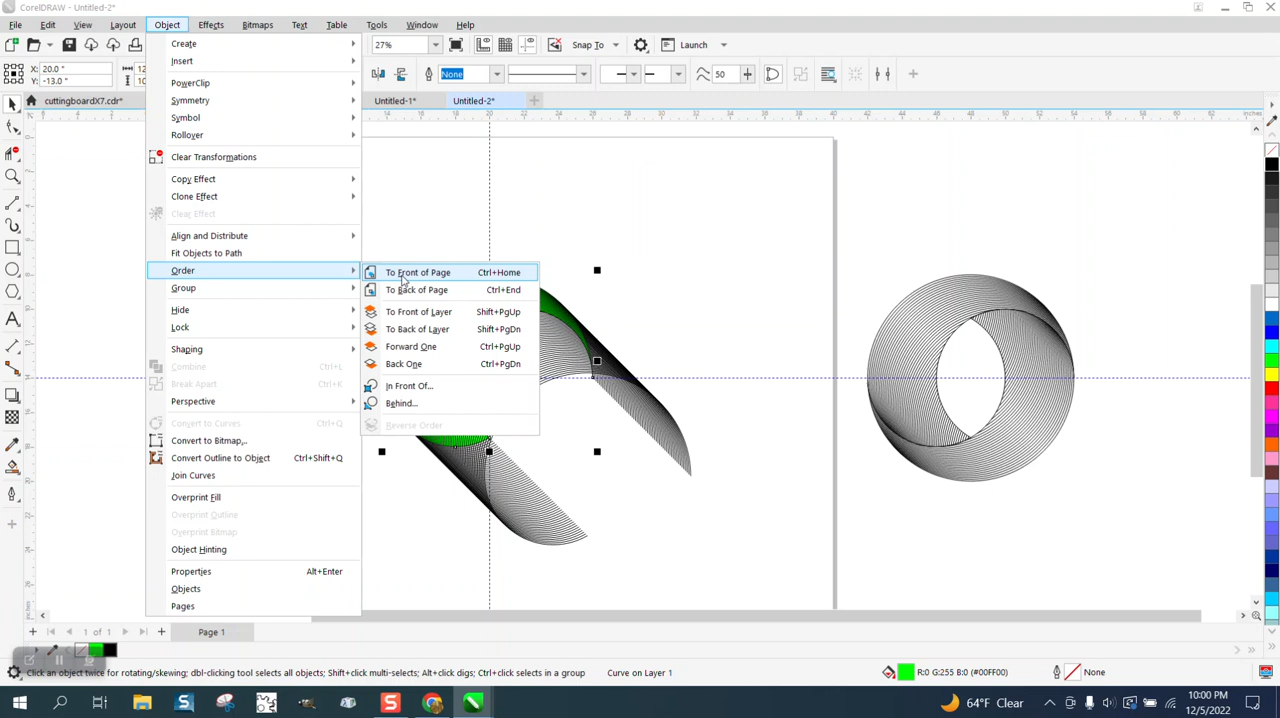 CorelDRAW - Untitled-2*
File Edit View Layout Object Effects Bitmaps Text Table Tools Window Help
27% Snap To Launch
X: 20.0 "
Y: -13.0 "
None
50
cuttingboardX7.cdr* Untitled-1* Untitled-2*
inches
Create
Insert
PowerClip
Symmetry
Symbol
Rollover
Clear Transformations
Copy Effect
Clone Effect
Clear Effect
Align and Distribute
Fit Objects to Path
Order
Group
Hide
Lock
Shaping
Combine Ctrl+L
Break Apart Ctrl+K
Perspective
Convert to Curves Ctrl+Q
Convert to Bitmap...
Convert Outline to Object Ctrl+Shift+Q
Join Curves
Overprint Fill
Overprint Outline
Overprint Bitmap
Object Hinting
Properties Alt+Enter
Objects
Pages
To Front of Page Ctrl+Home
To Back of Page Ctrl+End
To Front of Layer Shift+PgUp
To Back of Layer Shift+PgDn
Forward One Ctrl+PgUp
Back One Ctrl+PgDn
In Front Of...
Behind...
Reverse Order
1 of 1 Page 1
Click an object twice for rotating/skewing; dbl-clicking tool selects all objects; Shift+click multi-selects; Alt+click digs; Ctrl+click selects in a group Curve on Layer 1 R:0 G:255 B:0 (#00FF00) None
64°F Clear
10:00 PM
12/5/2022